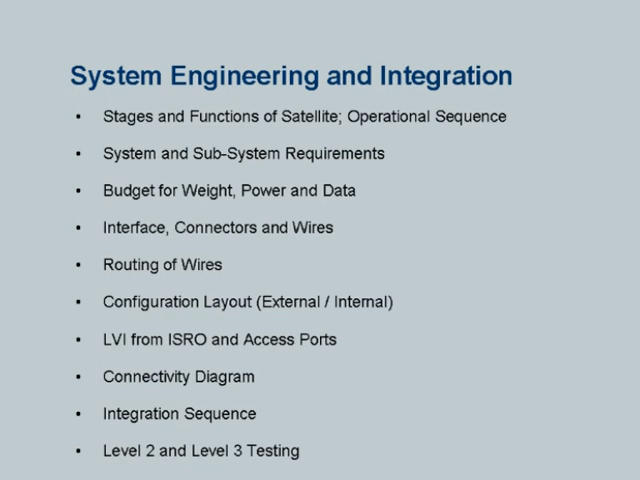 System Engineering and Integration
• Stages and Functions of Satellite; Operational Sequence
• System and Sub-System Requirements
• Budget for Weight, Power and Data
• Interface, Connectors and Wires
• Routing of Wires
• Configuration Layout (External / Internal)
• LVI from ISRO and Access Ports
• Connectivity Diagram
• Integration Sequence
• Level 2 and Level 3 Testing